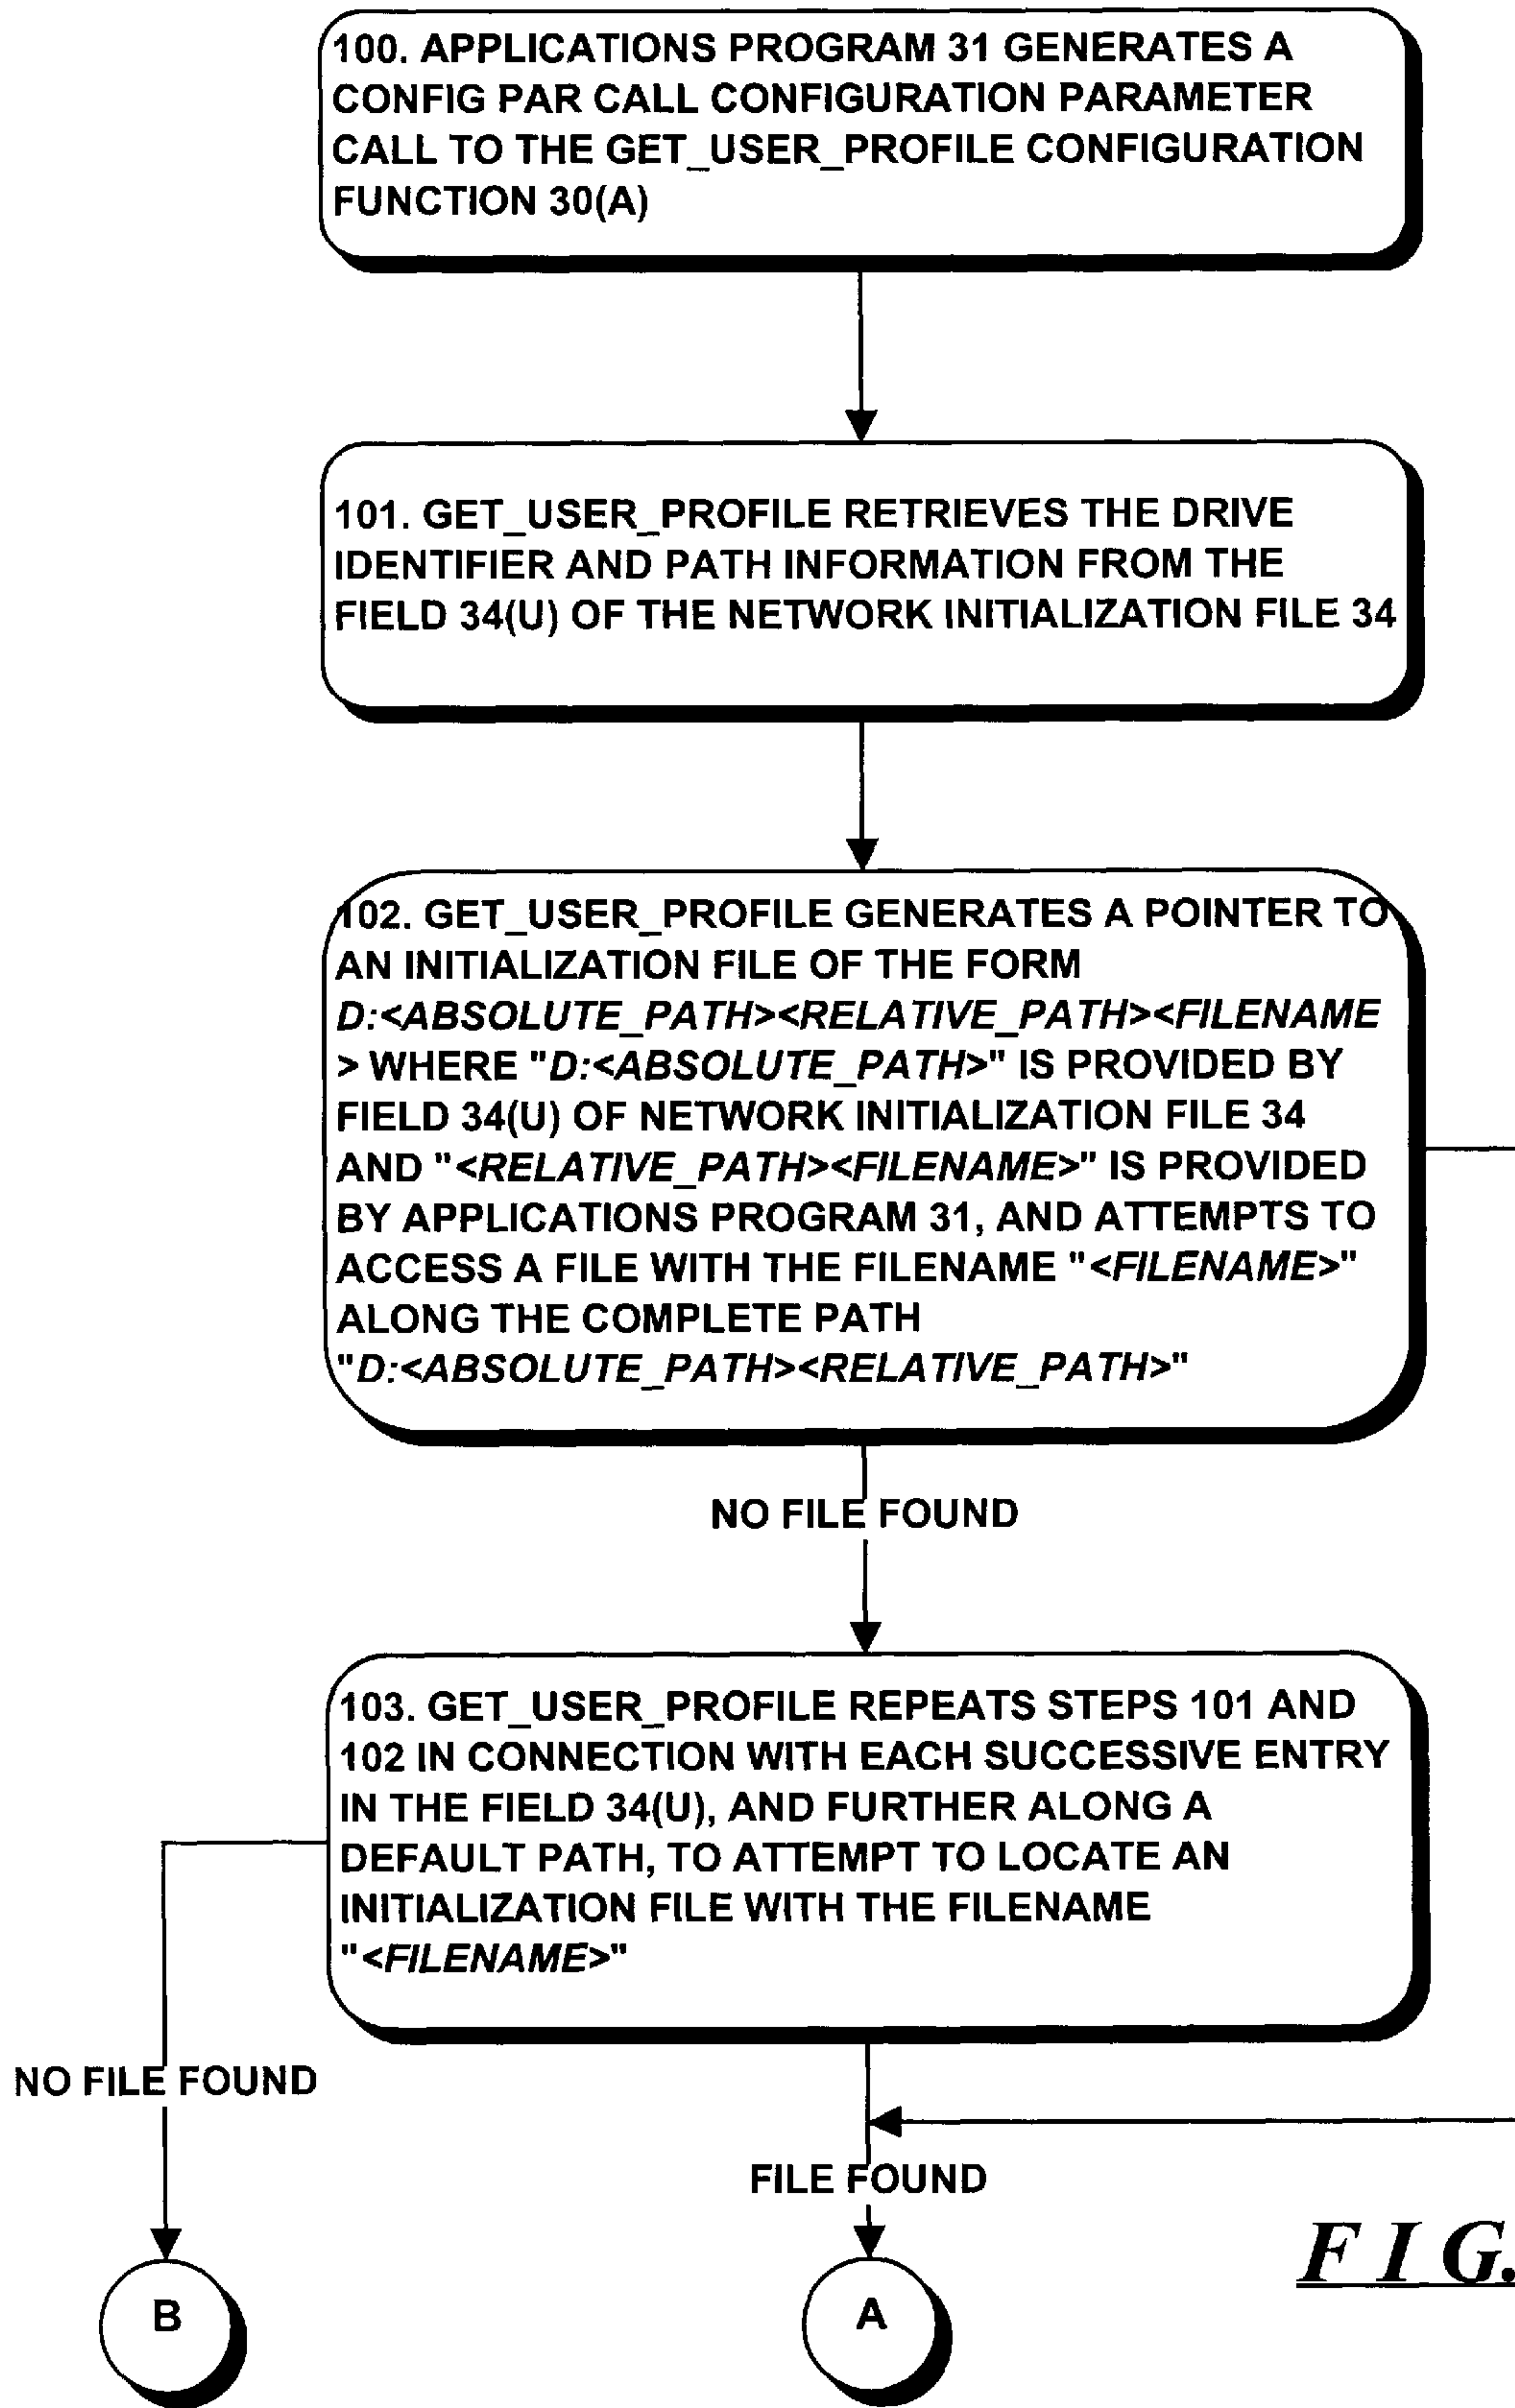 100. APPLICATIONS PROGRAM 31 GENERATES A
CONFIG PAR CALL CONFIGURATION PARAMETER
CALL TO THE GET_USER_PROFILE CONFIGURATION
FUNCTION 30(A)
101. GET_USER_PROFILE RETRIEVES THE DRIVE
IDENTIFIER AND PATH INFORMATION FROM THE
FIELD 34(U) OF THE NETWORK INITIALIZATION FILE 34
102. GET_USER_PROFILE GENERATES A POINTER TO
AN INITIALIZATION FILE OF THE FORM
D:<ABSOLUTE_PATH><RELATIVE_PATH><FILENAME
> WHERE "D:<ABSOLUTE_PATH>" IS PROVIDED BY
FIELD 34(U) OF NETWORK INITIALIZATION FILE 34
AND "<RELATIVE_PATH><FILENAME>" IS PROVIDED
BY APPLICATIONS PROGRAM 31, AND ATTEMPTS TO
ACCESS A FILE WITH THE FILENAME "<FILENAME>"
ALONG THE COMPLETE PATH
"D:<ABSOLUTE_PATH><RELATIVE_PATH>"
NO FILE FOUND
103. GET_USER_PROFILE REPEATS STEPS 101 AND
102 IN CONNECTION WITH EACH SUCCESSIVE ENTRY
IN THE FIELD 34(U), AND FURTHER ALONG A
DEFAULT PATH, TO ATTEMPT TO LOCATE AN
INITIALIZATION FILE WITH THE FILENAME
"<FILENAME>"
NO FILE FOUND
FILE FOUND
FIG.
B
A